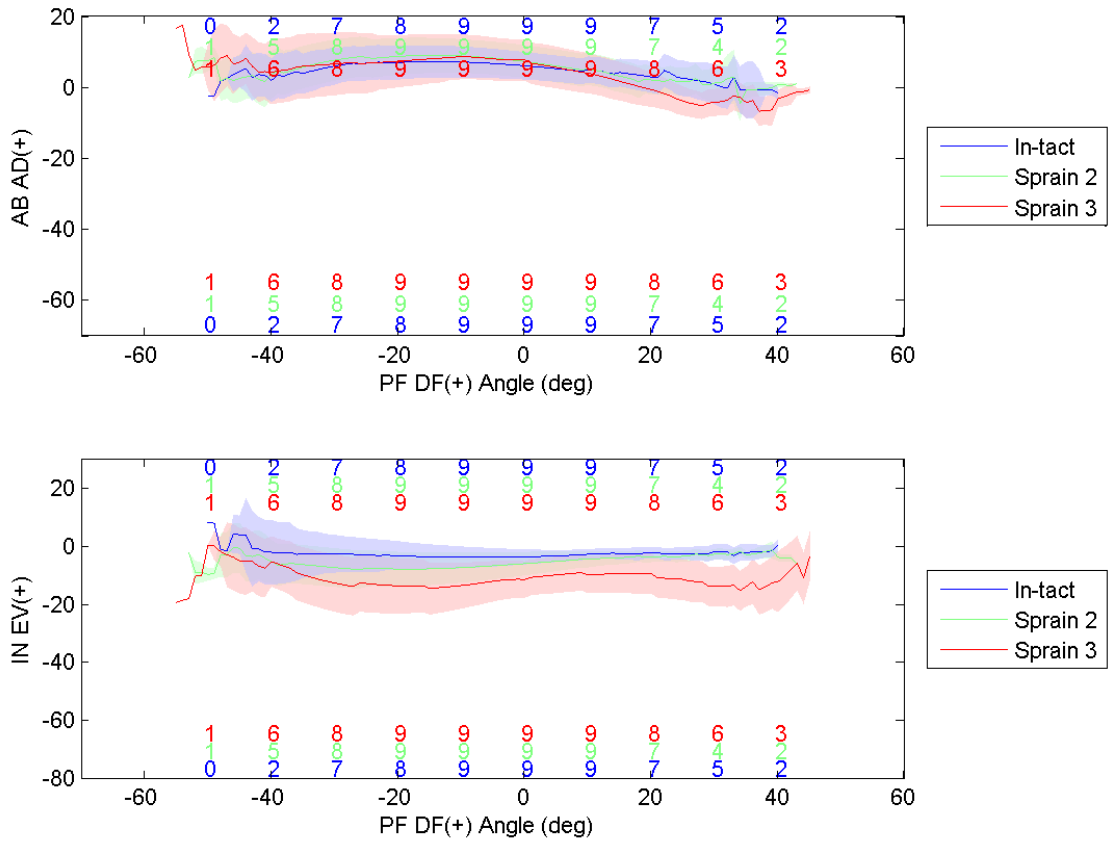 20 0 2 7 8 9 9 9 7 5 2
10 1 5 8 9 9 9 9 7 4 2
1 6 8 9 9 9 9 8 6 3
0
-20
-40
-60
AB AD(+)
1 6 8 9 9 9 9 8 6 3
1 5 8 9 9 9 9 7 4 2
0 2 7 8 9 9 9 7 5 2
-60 -40 -20 0 20 40 60
PF DF(+) Angle (deg)
In-tact
Sprain 2
Sprain 3
0 2 7 8 9 9 9 7 5 2
20 1 5 8 9 9 9 9 7 4 2
1 6 8 9 9 9 9 8 6 3
0
-20
-40
-60
-80
IN EV(+)
1 6 8 9 9 9 9 8 6 3
1 5 8 9 9 9 9 7 4 2
0 2 7 8 9 9 9 7 5 2
-60 -40 -20 0 20 40 60
PF DF(+) Angle (deg)
In-tact
Sprain 2
Sprain 3